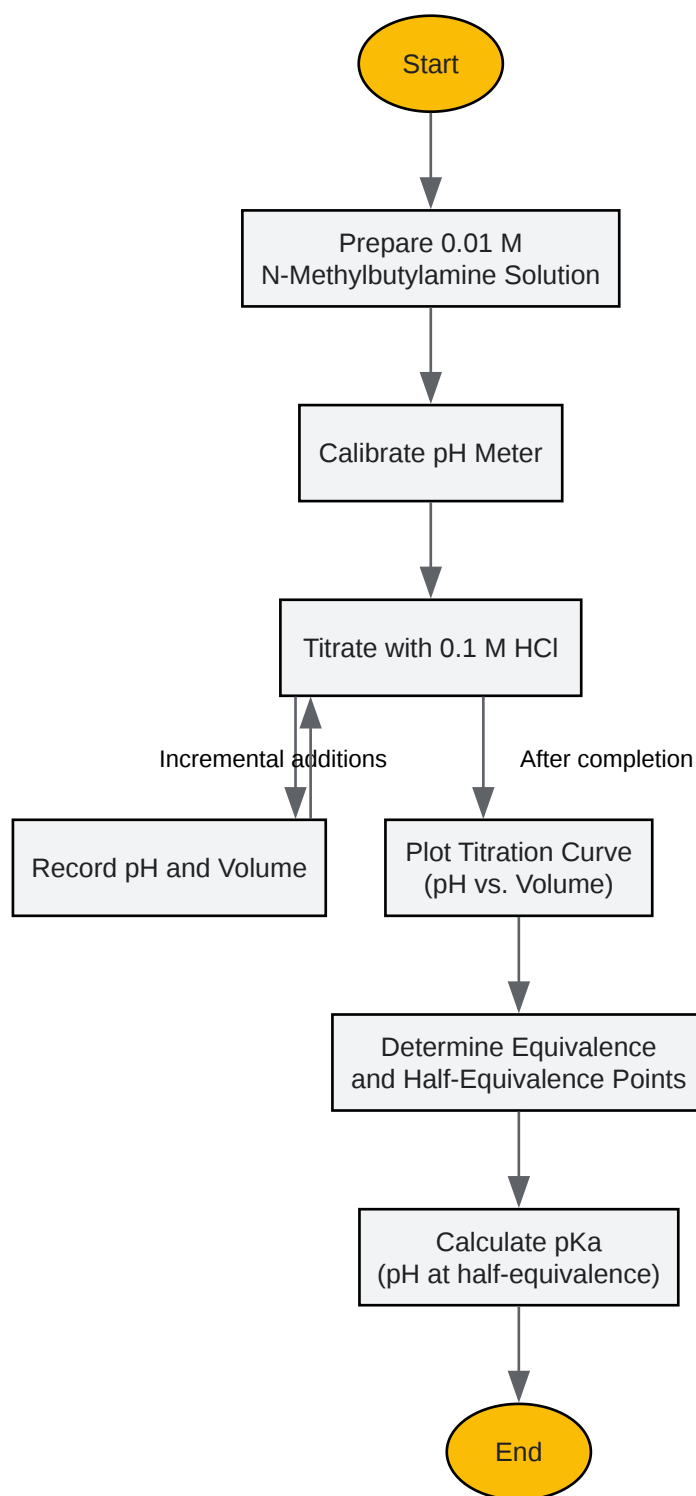 Start
Prepare 0.01 M
N-Methylbutylamine Solution
Calibrate pH Meter
Titrate with 0.1 M HCl
Incremental additions
After completion
Record pH and Volume
Plot Titration Curve
(pH vs. Volume)
Determine Equivalence
and Half-Equivalence Points
Calculate pKa
(pH at half-equivalence)
End